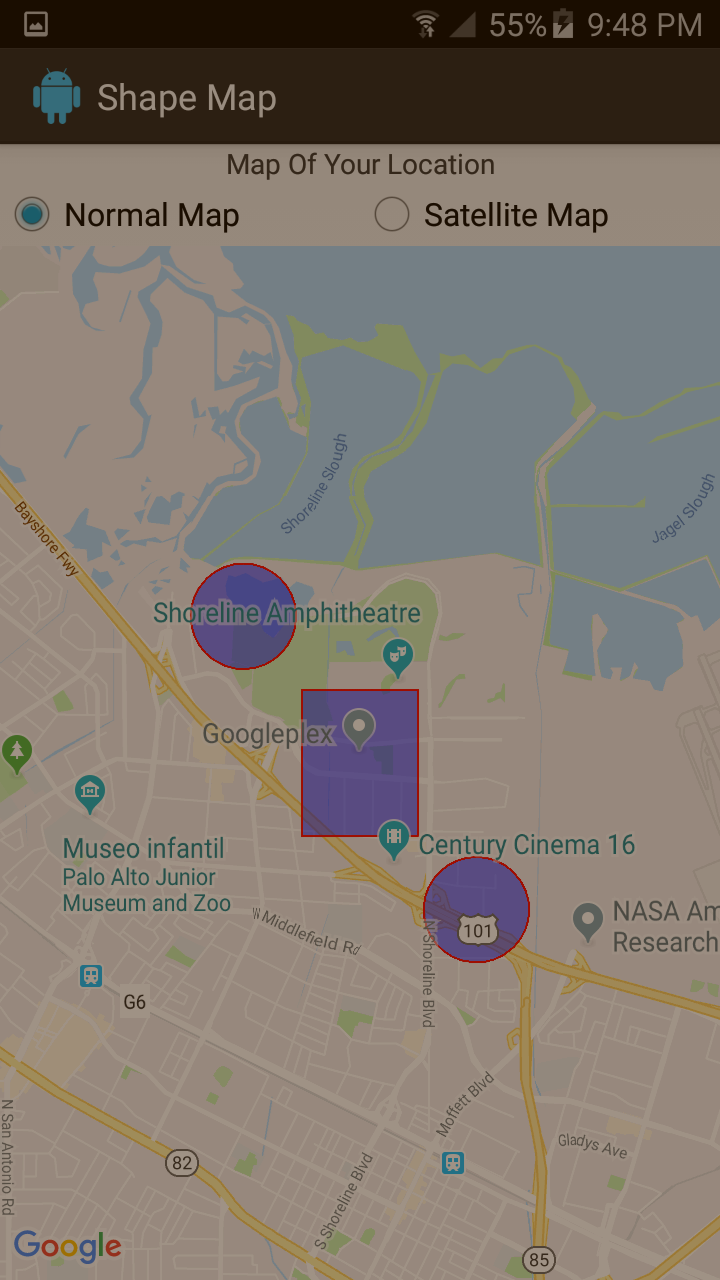 55% 9:48 PM
Shape Map
Map Of Your Location
Normal Map
Satellite Map
Shoreline Slough
Jagel Slough
Bayshore Fwy
Shoreline Amphitheatre
Googleplex
Museo infantil
Palo Alto Junior
Museum and Zoo
Century Cinema 16
NASA Am
Research
101
W Middlefield Rd
N Shoreline Blvd
G6
Moffett Blvd
Gladys Ave
N San Antonio Rd
82
S Shoreline Blvd
Google
85